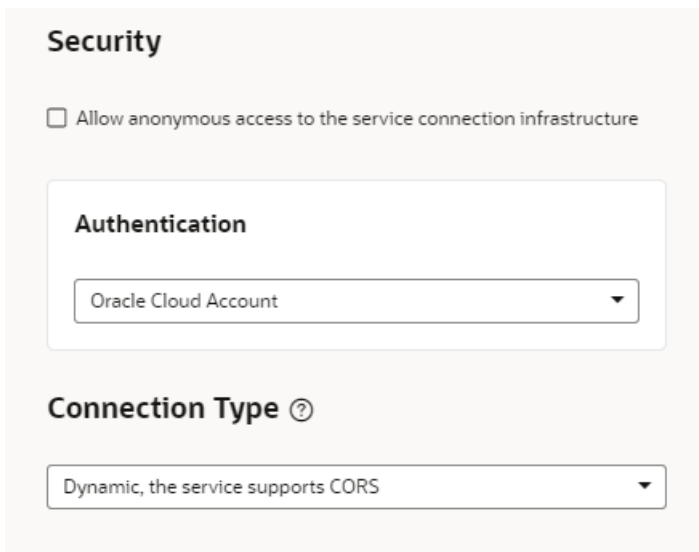 Security
Allow anonymous access to the service connection infrastructure
Authentication
Oracle Cloud Account
Connection Type
Dynamic, the service supports CORS